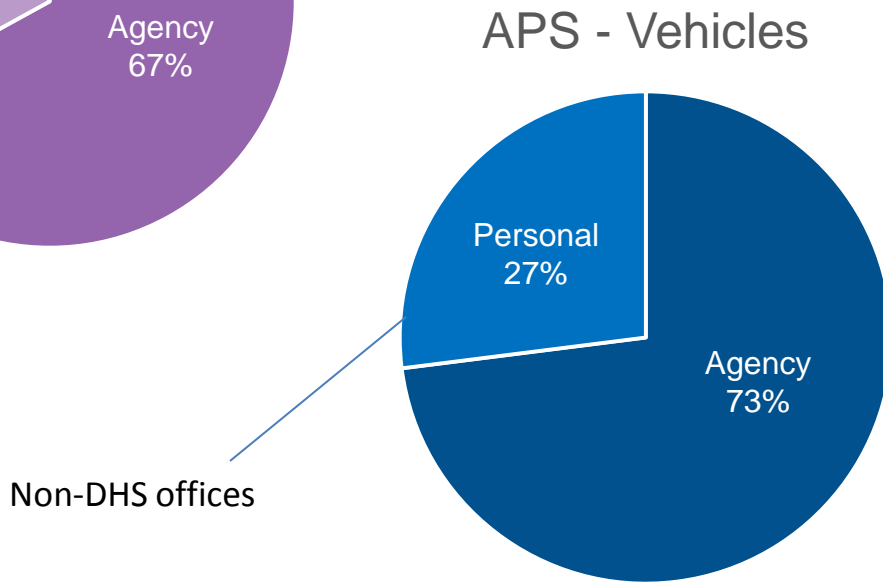 Agency
67%
APS - Vehicles
Personal
27%
Agency
73%
Non-DHS offices